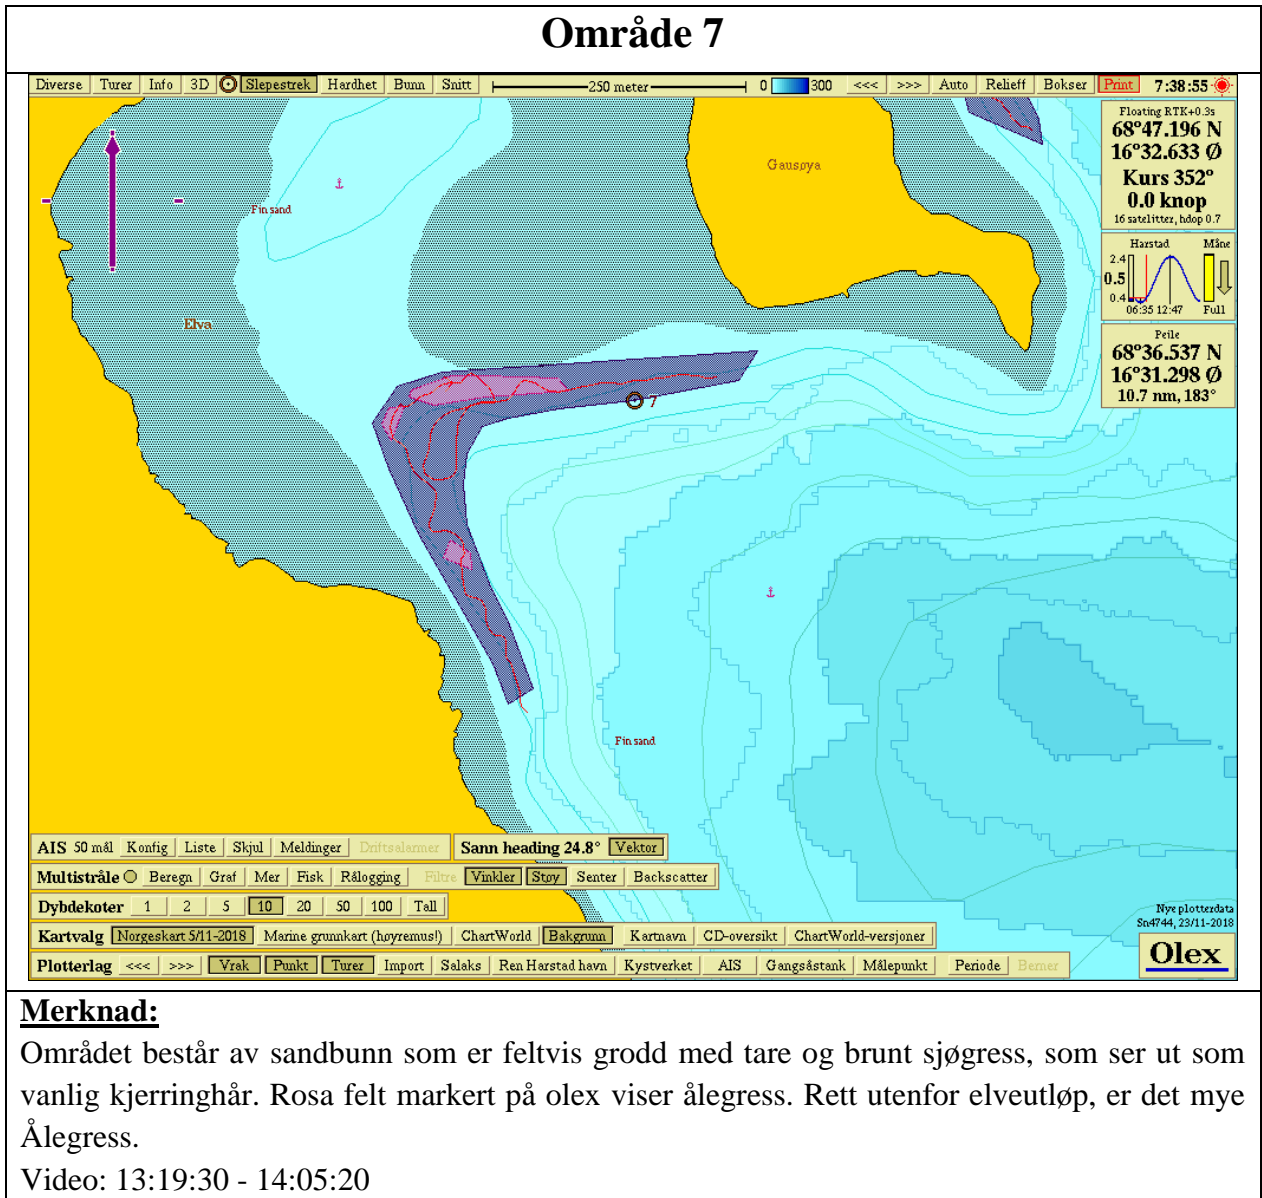 Område 7
Diverse Turer Info 3D Slepestrek Hardhet Bunn Snitt 250 meter 0 300 <<< >>> Auto Relieff Bokser Print 7:38:55
Floating RTK+0.3s
68°47.196 N
16°32.633 Ø
Kurs 352°
0.0 knop
16 satelitter, hdop 0.7
Harstad Måne
2.4
0.5
0.4
06:35 12:47 Full
Peile
68°36.537 N
16°31.298 Ø
10.7 nm, 183°
Gausøya
Fin sand
Elva
7
Fin sand
AIS 50 mål Konfig Liste Skjul Meldinger Driftsalarmer Sann heading 24.8° Vektor
Multistråle Beregn Graf Mer Fisk Rålogging Filtre Vinkler Støy Senter Backscatter
Dybdekoter 1 2 5 10 20 50 100 Tall
Kartvalg Norgeskart 5/11-2018 Marine grunnkart (høyremus!) ChartWorld Bakgrunn Kartnavn CD-oversikt ChartWorld-versjoner
Plotterlag <<< >>> Vrak Punkt Turer Import Salaks Ren Harstad havn Kystverket AIS Gangsåstank Målepunkt Periode Bemer
Nye plotterdata
Sn4744, 23/11-2018
Olex
Merknad:
Området består av sandbunn som er feltvis grodd med tare og brunt sjøgress, som ser ut som
vanlig kjerringhår. Rosa felt markert på olex viser ålegress. Rett utenfor elveutløp, er det mye
Ålegress.
Video: 13:19:30 - 14:05:20